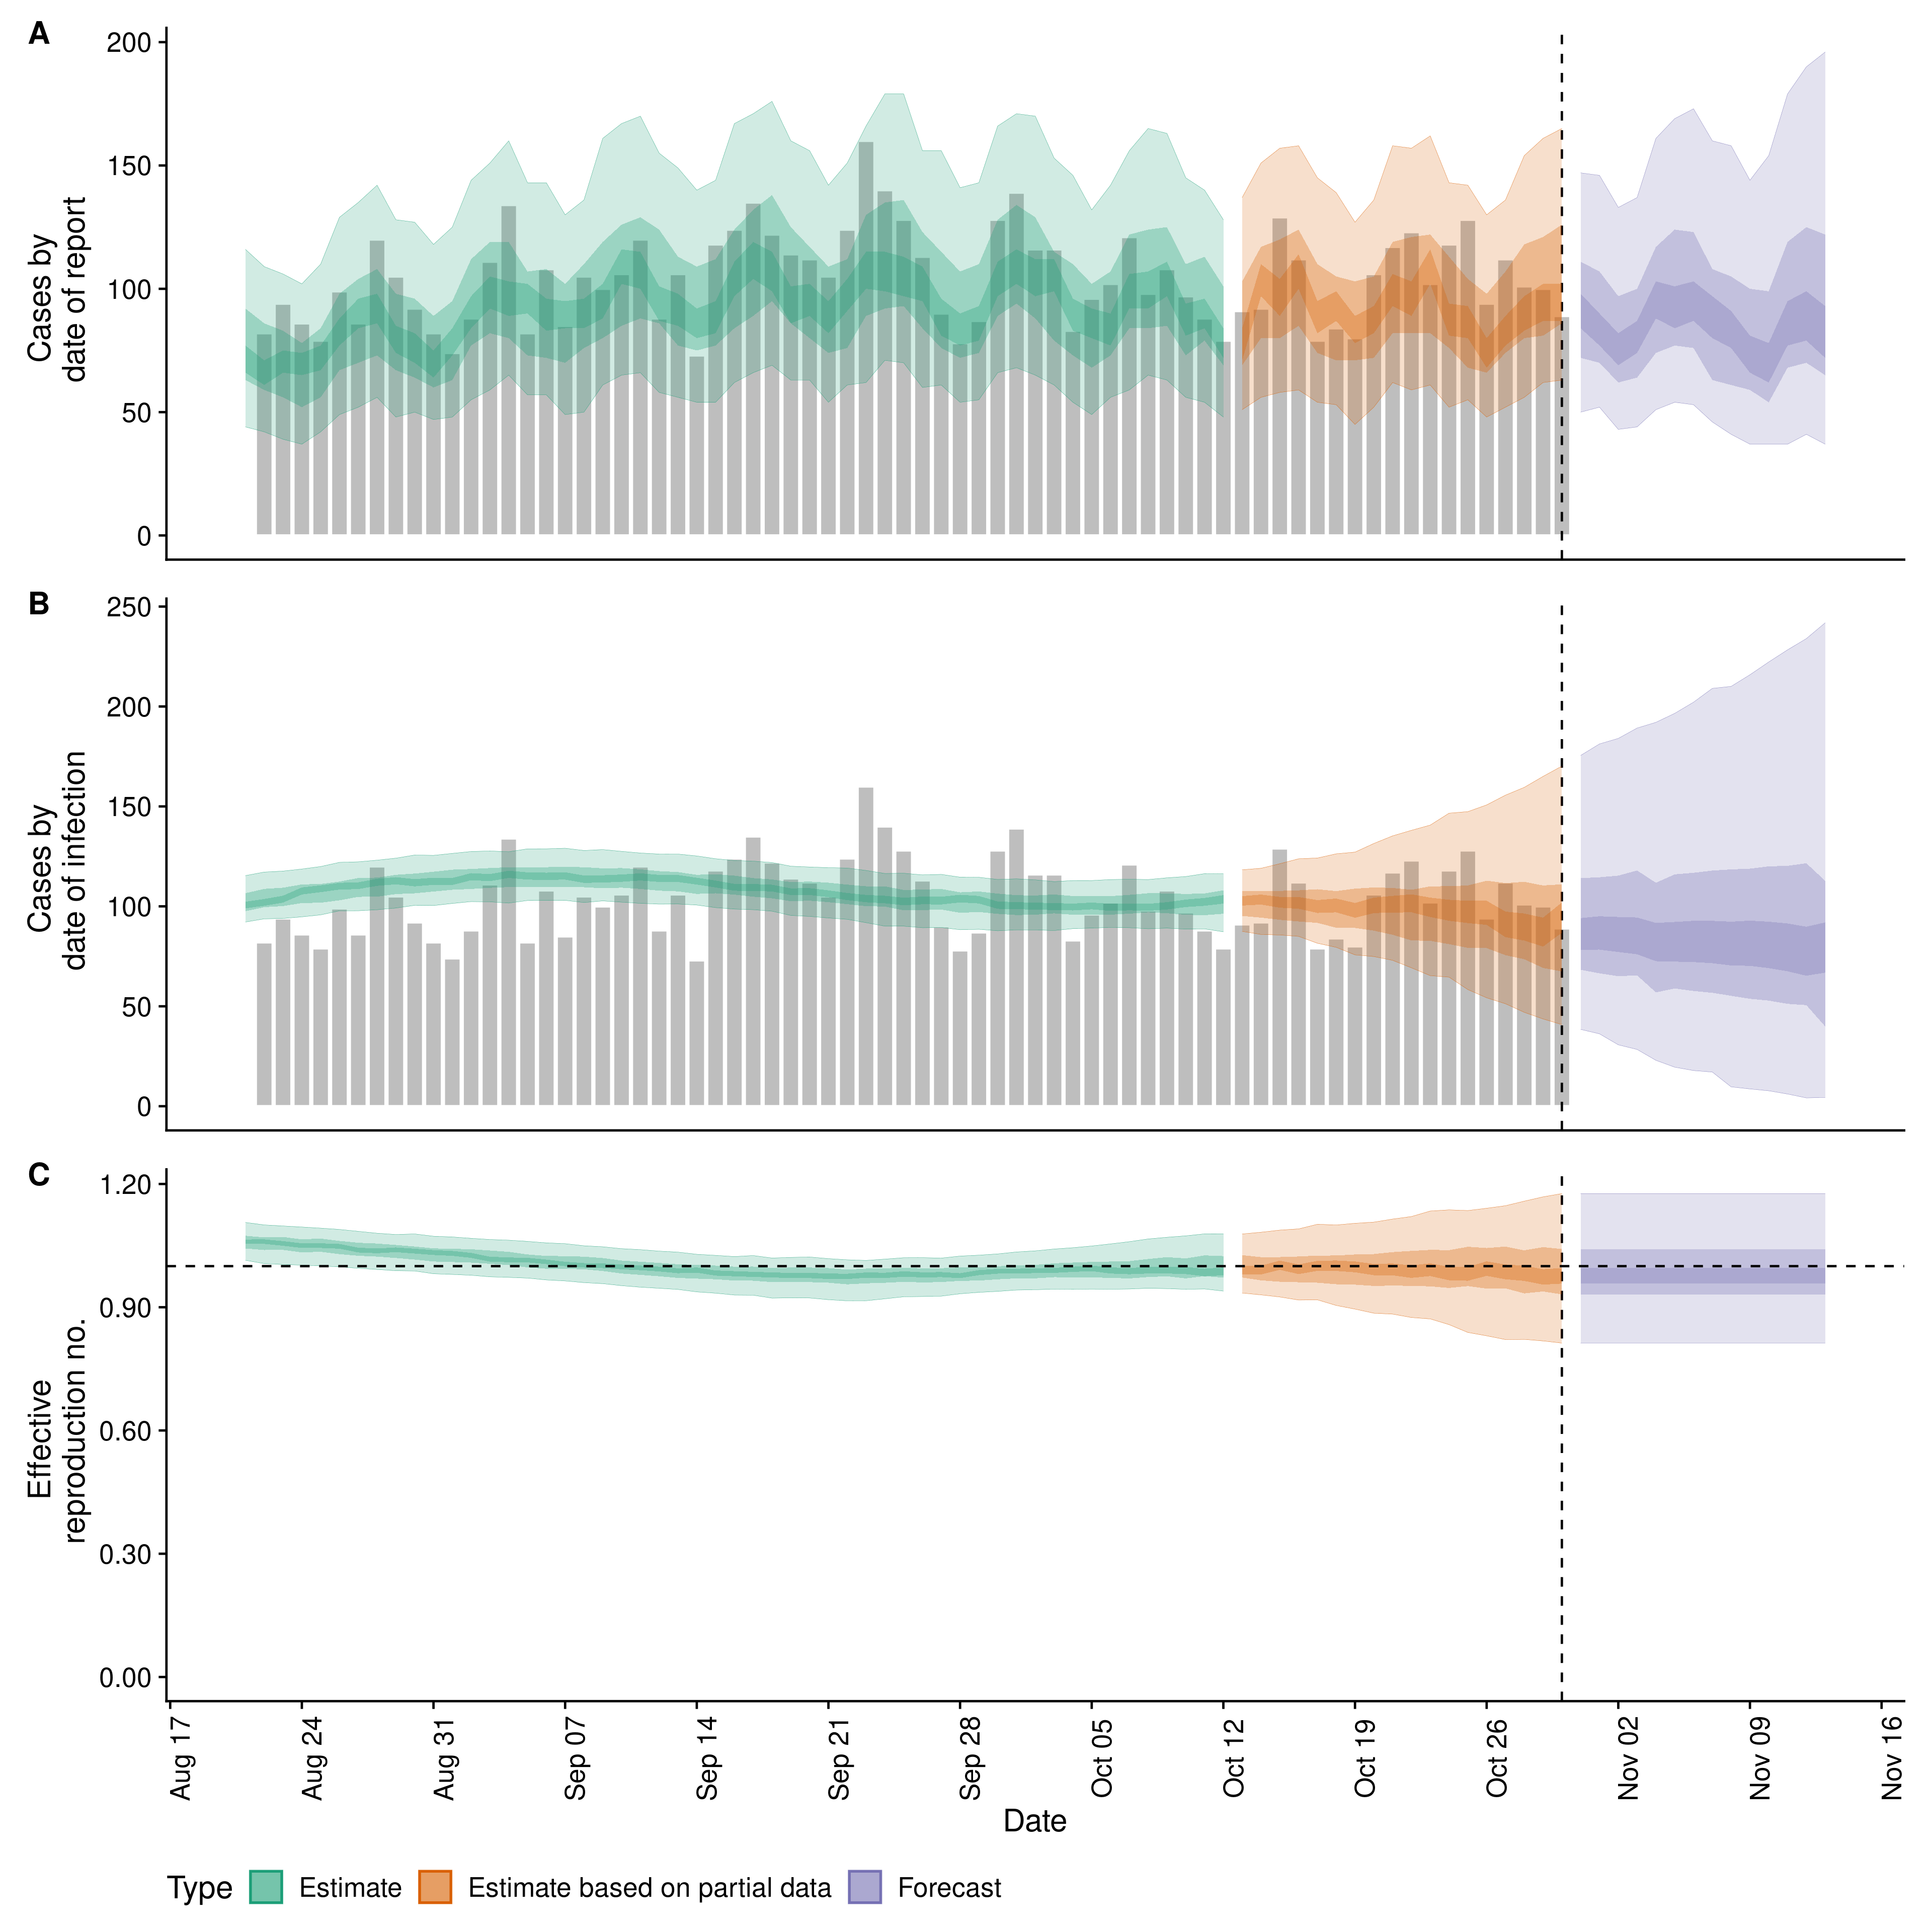 A
200
150
100
50
0
Cases by
date of report
B
250
200
150
100
50
0
Cases by
date of infection
C
1.20
0.90
0.60
0.30
0.00
Effective
reproduction no.
Aug 17
Aug 24
Aug 31
Sep 07
Sep 14
Sep 21
Sep 28
Oct 05
Oct 12
Oct 19
Oct 26
Nov 02
Nov 09
Nov 16
Date
Type Estimate Estimate based on partial data Forecast